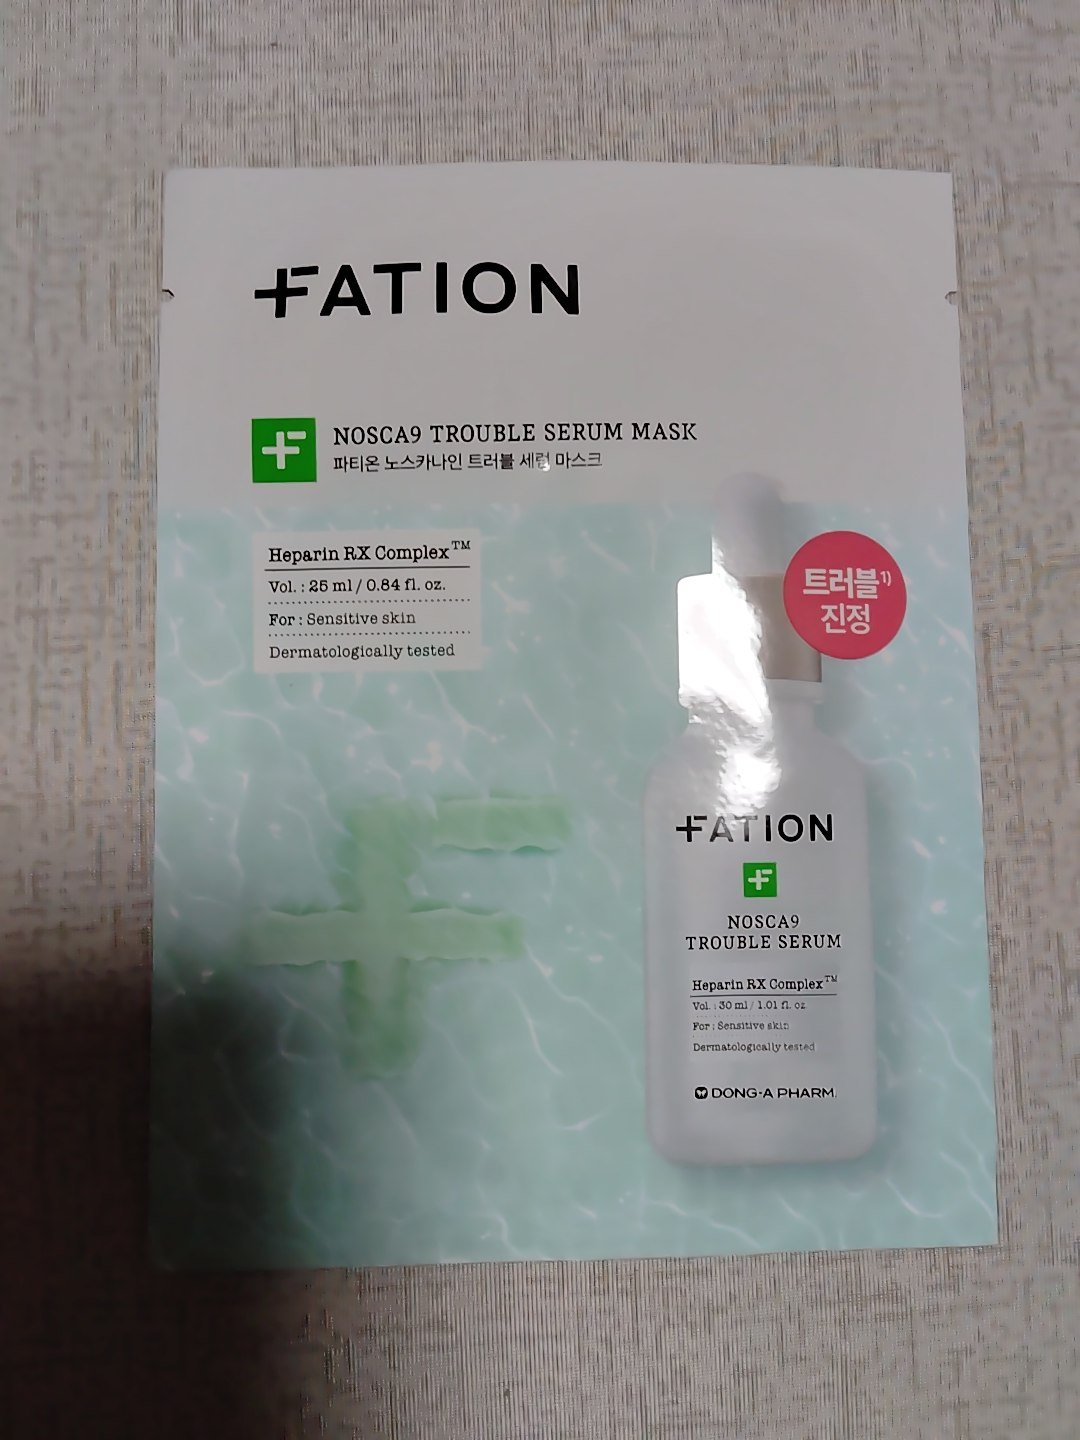 FATION
NOSCA9 TROUBLE SERUM MASK
파티온 노스카나인 트러블 세럼 마스크
Heparin RX Complex™
Vol. : 25 ml / 0.84 fl. oz.
For : Sensitive skin
Dermatologically tested
트러블1)
진정
FATION
NOSCA9
TROUBLE SERUM
Heparin RX Complex™
Vol. : 30 ml / 1.01 fl. oz.
For : Sensitive skin
Dermatologically tested
DONG-A PHARM.